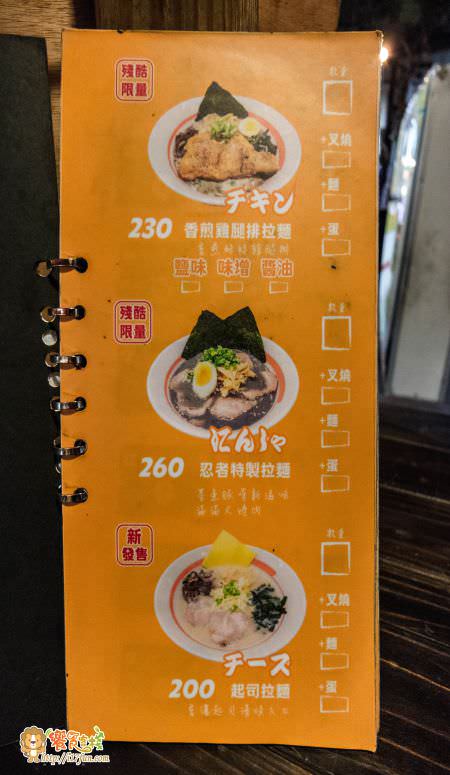 殘酷
限量
數量
+叉燒
+麵
+蛋
チキン
230 香煎雞腿排拉麵
鹽味 味增 醬油
殘酷
限量
數量
+叉燒
+麵
+蛋
にんじゃ
260 忍者特製拉麵
新
發售
數量
+叉燒
+麵
+蛋
チーズ
200 起司拉麵
http://i17fun.com